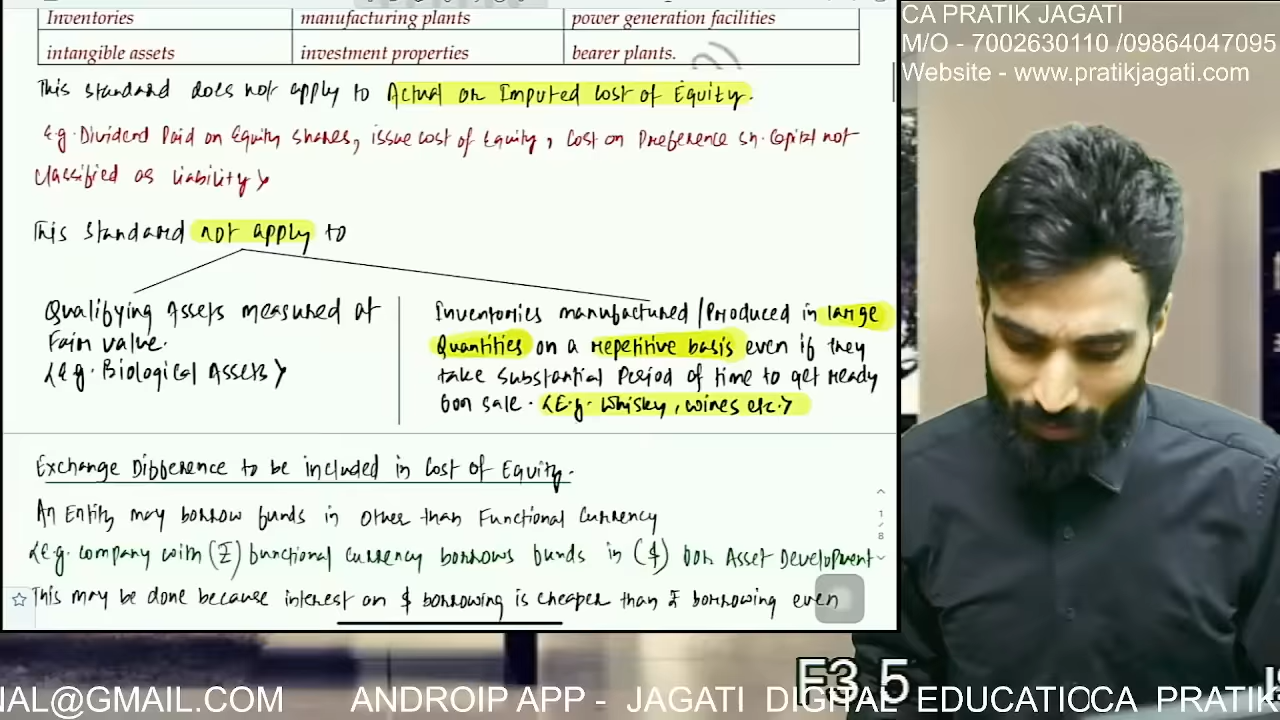 Inventories manufacturing plants power generation facilities
intangible assets investment properties bearer plants.
This standard does not apply to Actual or Imputed Cost of Equity.
e.g. Dividend Paid on Equity shares, issue cost of Equity, Cost on Preference Sh. Capital not
classified as liability>
This standard not apply to
Qualifying Assets measured at
Fair value.
<e.g. Biological Assets>
Inventories manufactured / Produced in large
quantities on a repetitive basis even if they
take substantial Period of time to get ready
for sale. <E.g. Whisky, wines etc.>
Exchange Difference to be included in Cost of Equity.
An Entity may borrow funds in Other than Functional Currency
<E.g. Company with (₹) functional currency borrows funds in ($) for Asset Development
This may be done because interest on $ borrowing is cheaper than ₹ borrowing even
1/8
CA PRATIK JAGATI
M/O - 7002630110 /09864047095
Website - www.pratikjagati.com
NAL@GMAIL.COM ANDROIP APP - JAGATI DIGITAL EDUCATIOCA PRATIK